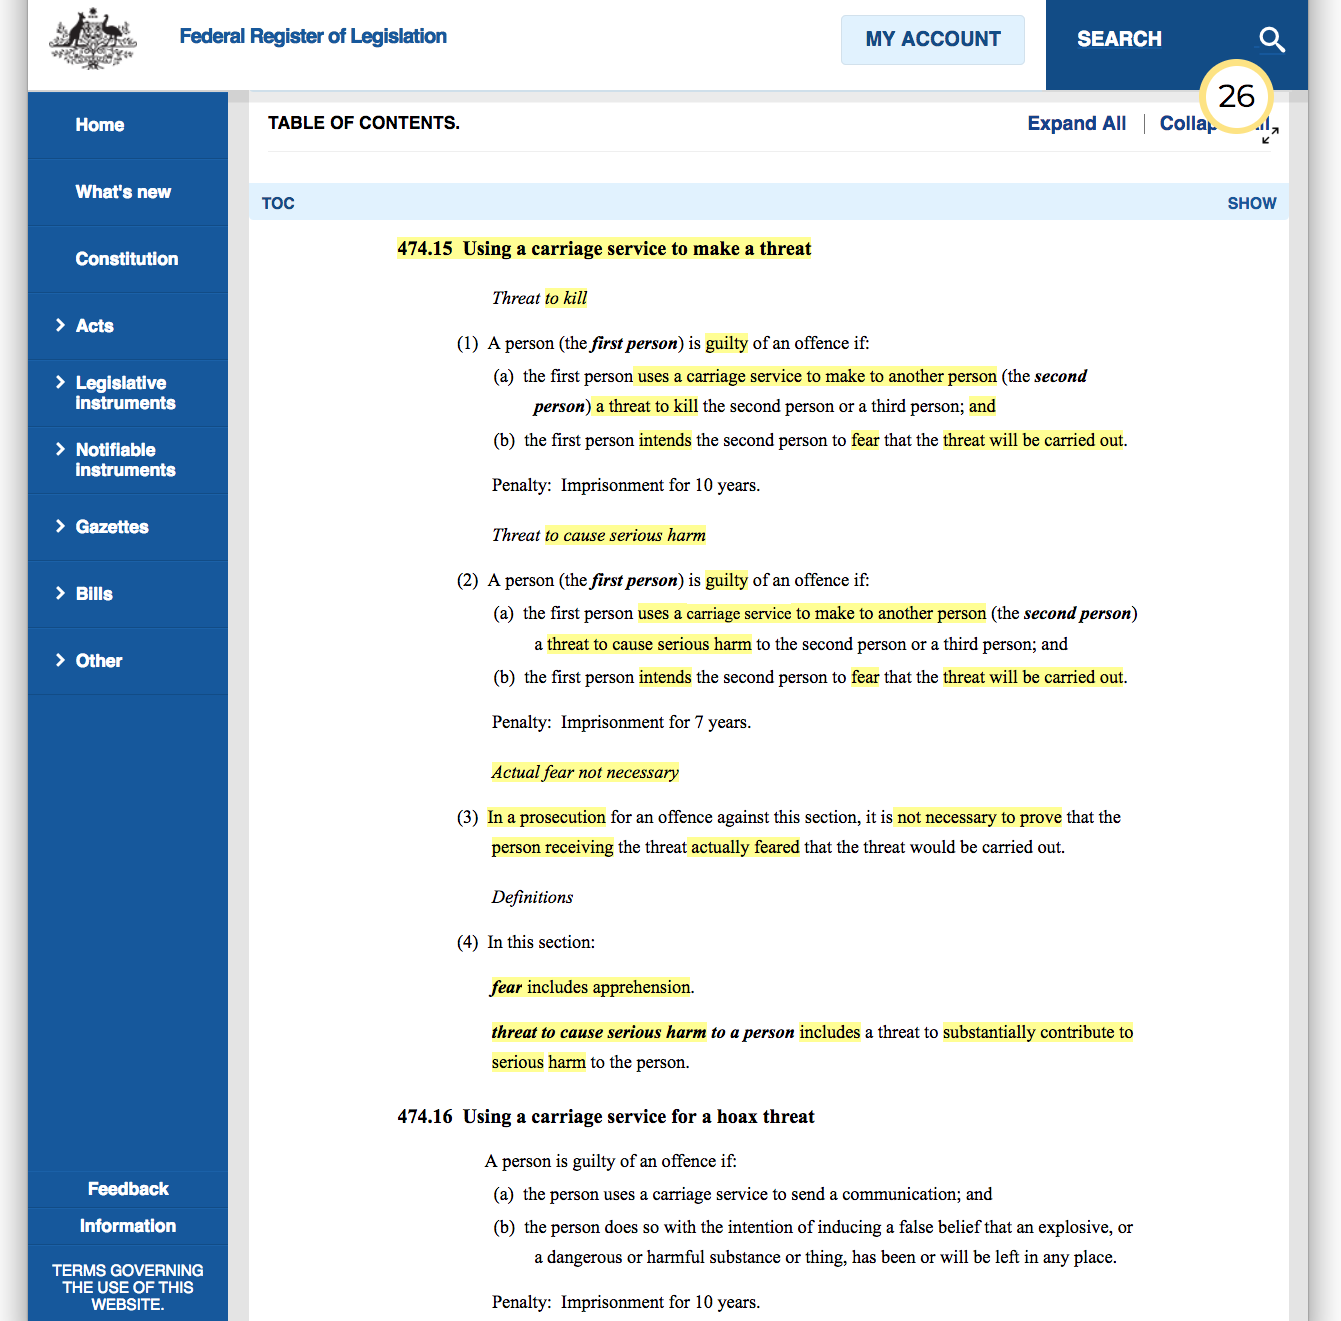 Federal Register of Legislation
MY ACCOUNT
SEARCH
26
Home
What's new
Constitution
Acts
Legislative
instruments
Notifiable
instruments
Gazettes
Bills
Other
Feedback
Information
TERMS GOVERNING
THE USE OF THIS
WEBSITE.
TABLE OF CONTENTS.
Expand All
TOC
SHOW
474.15 Using a carriage service to make a threat
Threat to kill
(1) A person (the first person) is guilty of an offence if:
(a) the first person uses a carriage service to make to another person (the second
person) a threat to kill the second person or a third person; and
(b) the first person intends the second person to fear that the threat will be carried out.
Penalty: Imprisonment for 10 years.
Threat to cause serious harm
(2) A person (the first person) is guilty of an offence if:
(a) the first person uses a carriage service to make to another person (the second person)
a threat to cause serious harm to the second person or a third person; and
(b) the first person intends the second person to fear that the threat will be carried out.
Penalty: Imprisonment for 7 years.
Actual fear not necessary
(3) In a prosecution for an offence against this section, it is not necessary to prove that the
person receiving the threat actually feared that the threat would be carried out.
Definitions
(4) In this section:
fear includes apprehension.
threat to cause serious harm to a person includes a threat to substantially contribute to
serious harm to the person.
474.16 Using a carriage service for a hoax threat
A person is guilty of an offence if:
(a) the person uses a carriage service to send a communication; and
(b) the person does so with the intention of inducing a false belief that an explosive, or
a dangerous or harmful substance or thing, has been or will be left in any place.
Penalty: Imprisonment for 10 years.